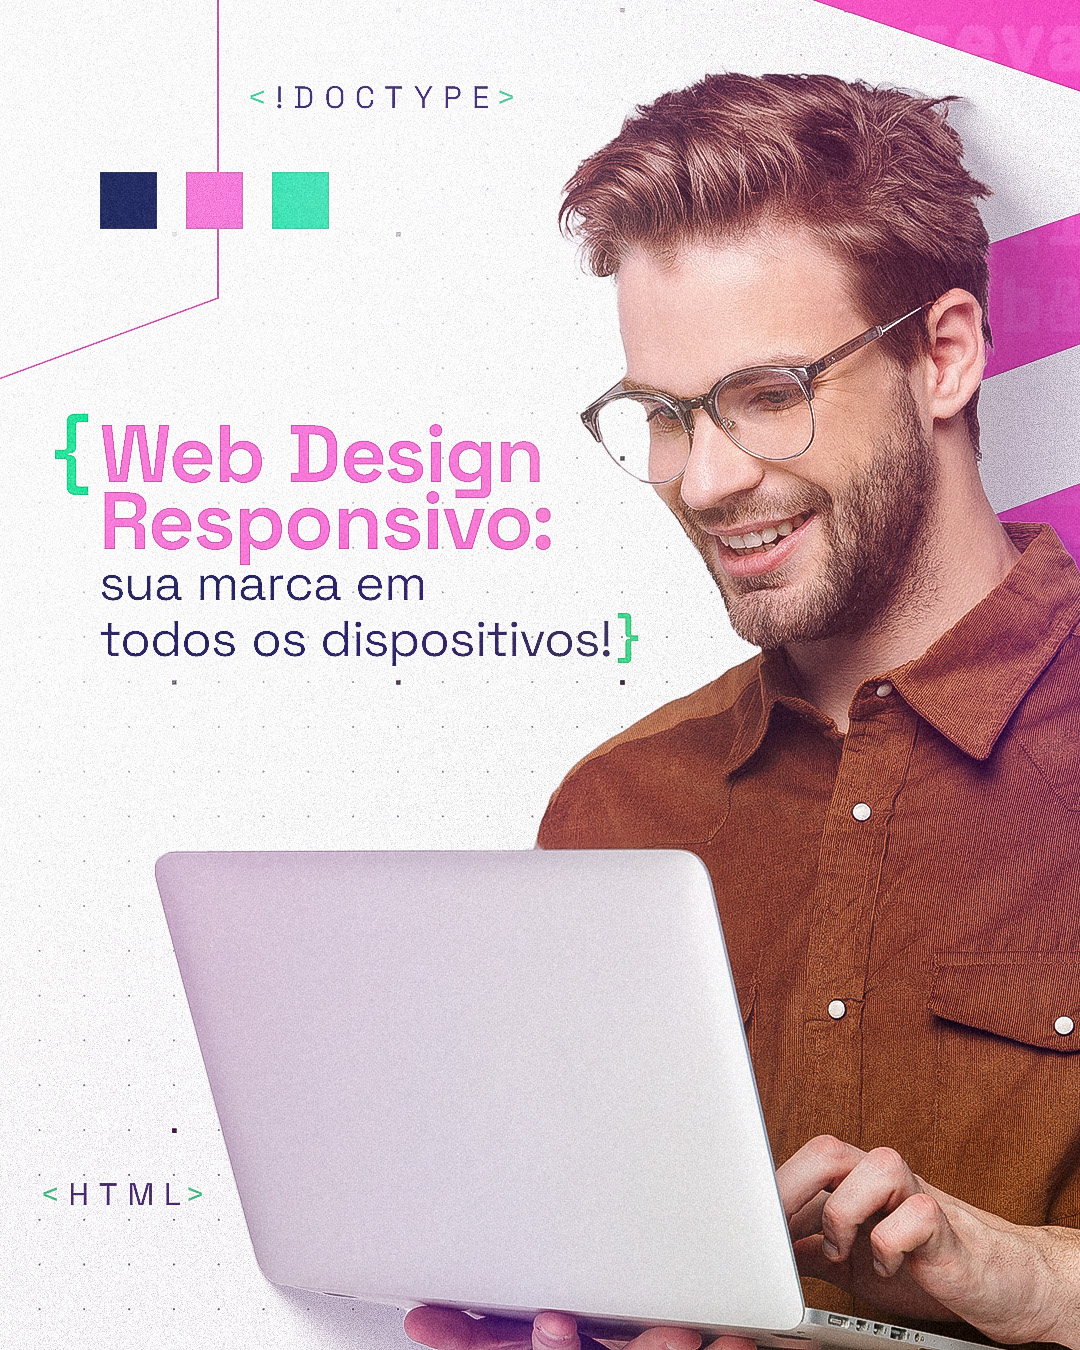 <!DOCTYPE>
{Web Design
Responsivo:
sua marca em
todos os dispositivos!}
<HTML>